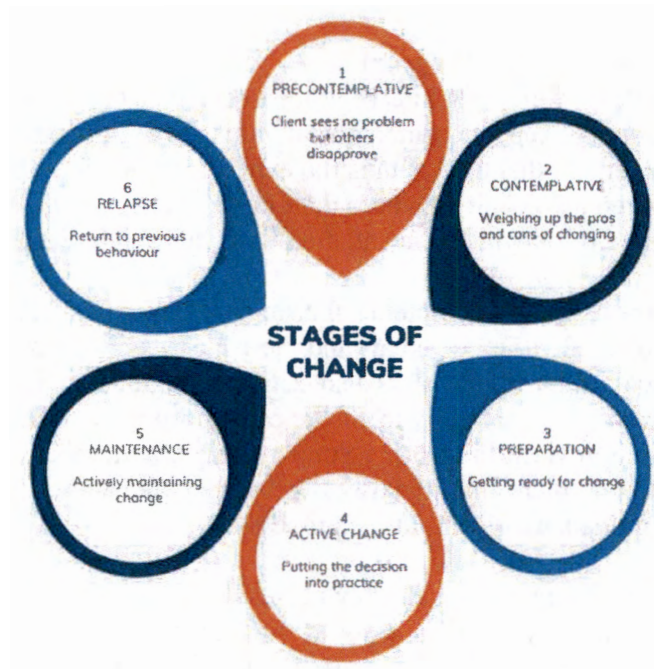 1
PRECONTEMPLATIVE
Client sees no problem
but others
disapprove
2
CONTEMPLATIVE
Weighing up the pros
and cons of changing
3
PREPARATION
Getting ready for change
4
ACTIVE CHANGE
Putting the decision
into practice
5
MAINTENANCE
Actively maintaining
change
6
RELAPSE
Return to previous
behaviour
STAGES OF
CHANGE